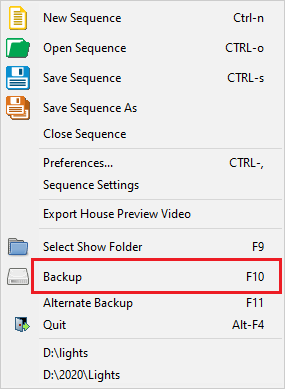 New Sequence Ctrl-n
Open Sequence CTRL-o
Save Sequence CTRL-s
Save Sequence As
Close Sequence
Preferences... CTRL-,
Sequence Settings
Export House Preview Video
Select Show Folder F9
Backup F10
Alternate Backup F11
Quit Alt-F4
D:\lights
D:\2020\Lights